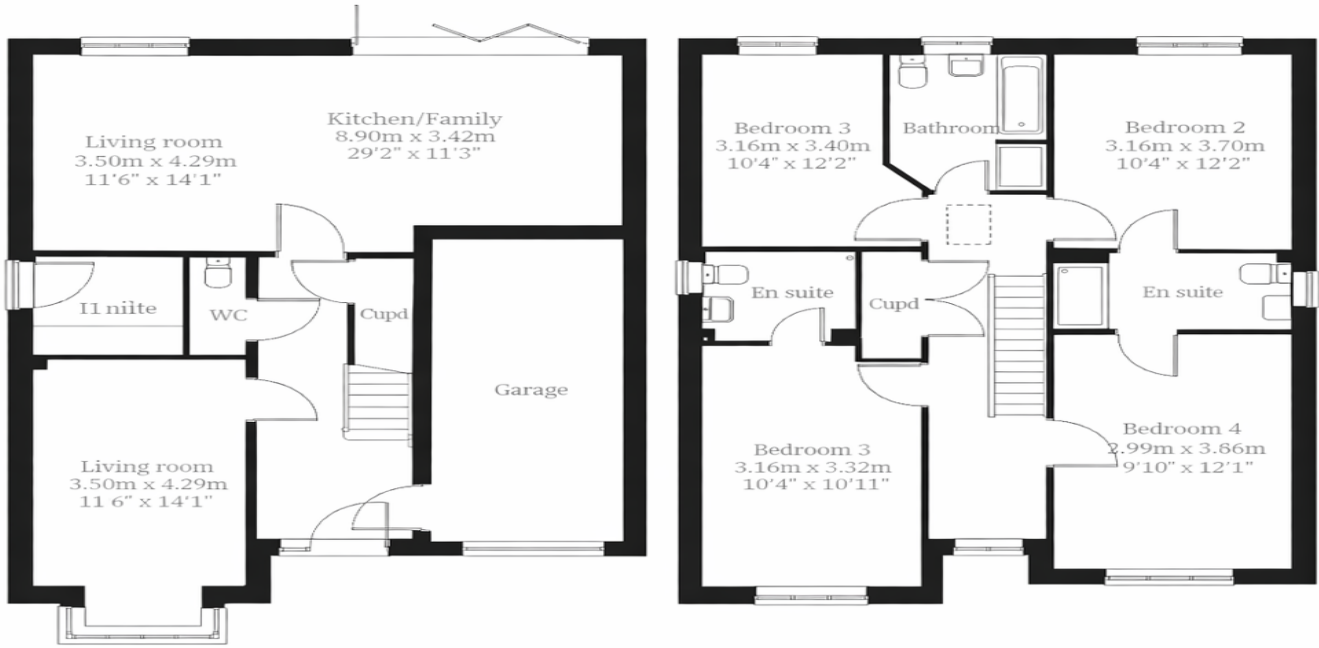 Living room
3.50m x 4.29m
11'6" x 14'1"
Kitchen/Family
8.90m x 3.42m
29'2" x 11'3"
WC
Cupd
Garage
Living room
3.50m x 4.29m
11 6" x 14'1"
Bedroom 3
3.16m x 3.40m
10'4" x 12'2"
Bathroom
Bedroom 2
3.16m x 3.70m
10'4" x 12'2"
En suite
Cupd
En suite
Bedroom 3
3.16m x 3.32m
10'4" x 10'11"
Bedroom 4
2.99m x 3.86m
9'10" x 12'1"